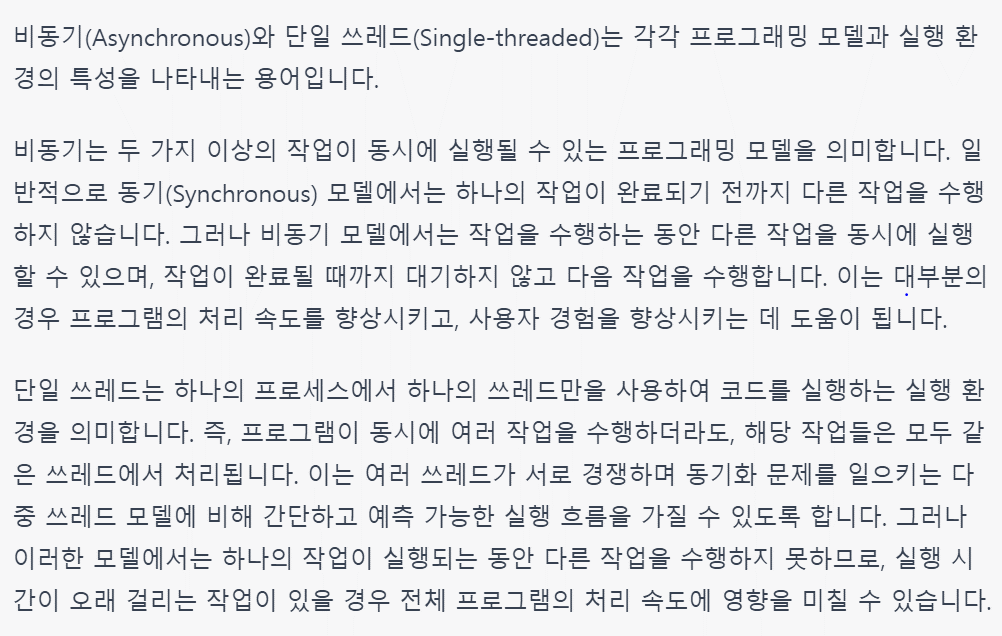 비동기(Asynchronous)와 단일 쓰레드(Single-threaded)는 각각 프로그래밍 모델과 실행 환
경의 특성을 나타내는 용어입니다.
비동기는 두 가지 이상의 작업이 동시에 실행될 수 있는 프로그래밍 모델을 의미합니다. 일
반적으로 동기(Synchronous) 모델에서는 하나의 작업이 완료되기 전까지 다른 작업을 수행
하지 않습니다. 그러나 비동기 모델에서는 작업을 수행하는 동안 다른 작업을 동시에 실행
할 수 있으며, 작업이 완료될 때까지 대기하지 않고 다음 작업을 수행합니다. 이는 대부분의
경우 프로그램의 처리 속도를 향상시키고, 사용자 경험을 향상시키는 데 도움이 됩니다.
단일 쓰레드는 하나의 프로세스에서 하나의 쓰레드만을 사용하여 코드를 실행하는 실행 환
경을 의미합니다. 즉, 프로그램이 동시에 여러 작업을 수행하더라도, 해당 작업들은 모두 같
은 쓰레드에서 처리됩니다. 이는 여러 쓰레드가 서로 경쟁하며 동기화 문제를 일으키는 다
중 쓰레드 모델에 비해 간단하고 예측 가능한 실행 흐름을 가질 수 있도록 합니다. 그러나
이러한 모델에서는 하나의 작업이 실행되는 동안 다른 작업을 수행하지 못하므로, 실행 시
간이 오래 걸리는 작업이 있을 경우 전체 프로그램의 처리 속도에 영향을 미칠 수 있습니다.